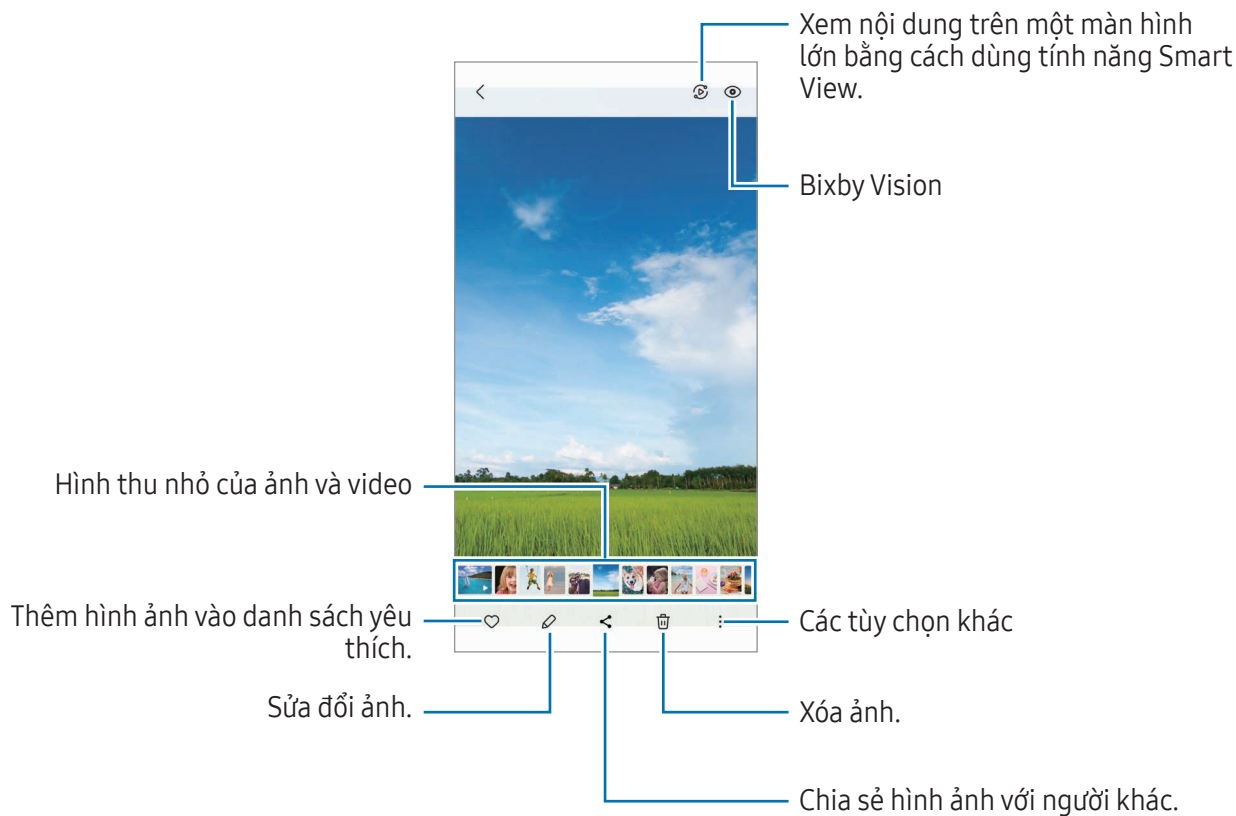 Xem nội dung trên một màn hình
lớn bằng cách dùng tính năng Smart
View.
Bixby Vision
Hình thu nhỏ của ảnh và video
Thêm hình ảnh vào danh sách yêu
thích.
Các tùy chọn khác
Sửa đổi ảnh.
Xóa ảnh.
Chia sẻ hình ảnh với người khác.